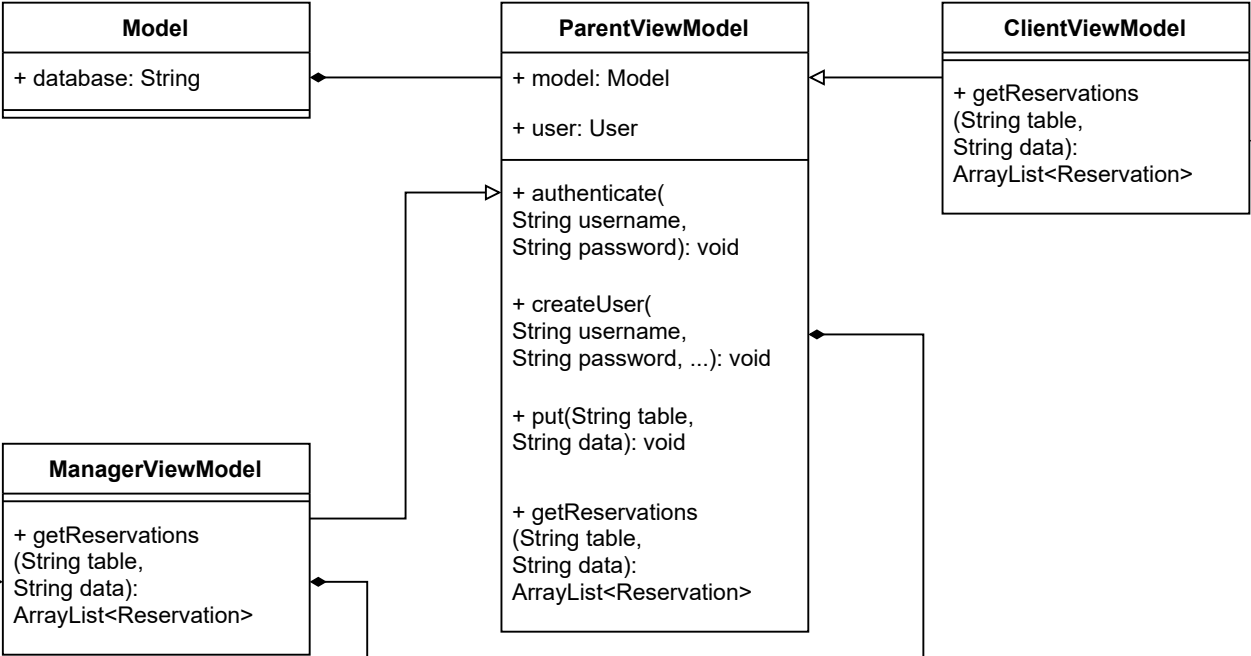 Model
+ database: String
ParentViewModel
+ model: Model
+ user: User
+ authenticate(
String username,
String password): void
+ createUser(
String username,
String password, ...): void
+ put(String table,
String data): void
+ getReservations
(String table,
String data):
ArrayList<Reservation>
ClientViewModel
+ getReservations
(String table,
String data):
ArrayList<Reservation>
ManagerViewModel
+ getReservations
(String table,
String data):
ArrayList<Reservation>